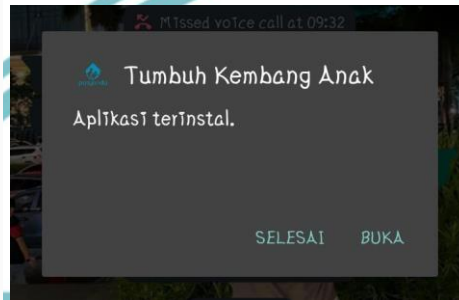 Missed voice call at 09:32
Tumbuh Kembang Anak
Aplikasi terinstal.
SELESAI BUKA